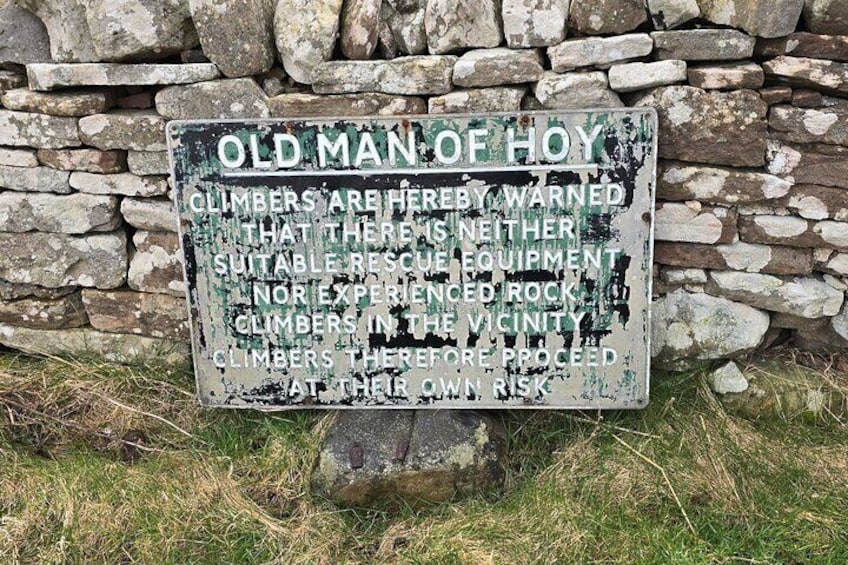 OLD MAN OF HOY
CLIMBERS ARE HEREBY WARNED
THAT THERE IS NEITHER
SUITABLE RESCUE EQUIPMENT
NOR EXPERIENCED ROCK
CLIMBERS IN THE VICINITY
CLIMBERS THEREFORE PROCEED
AT THEIR OWN RISK